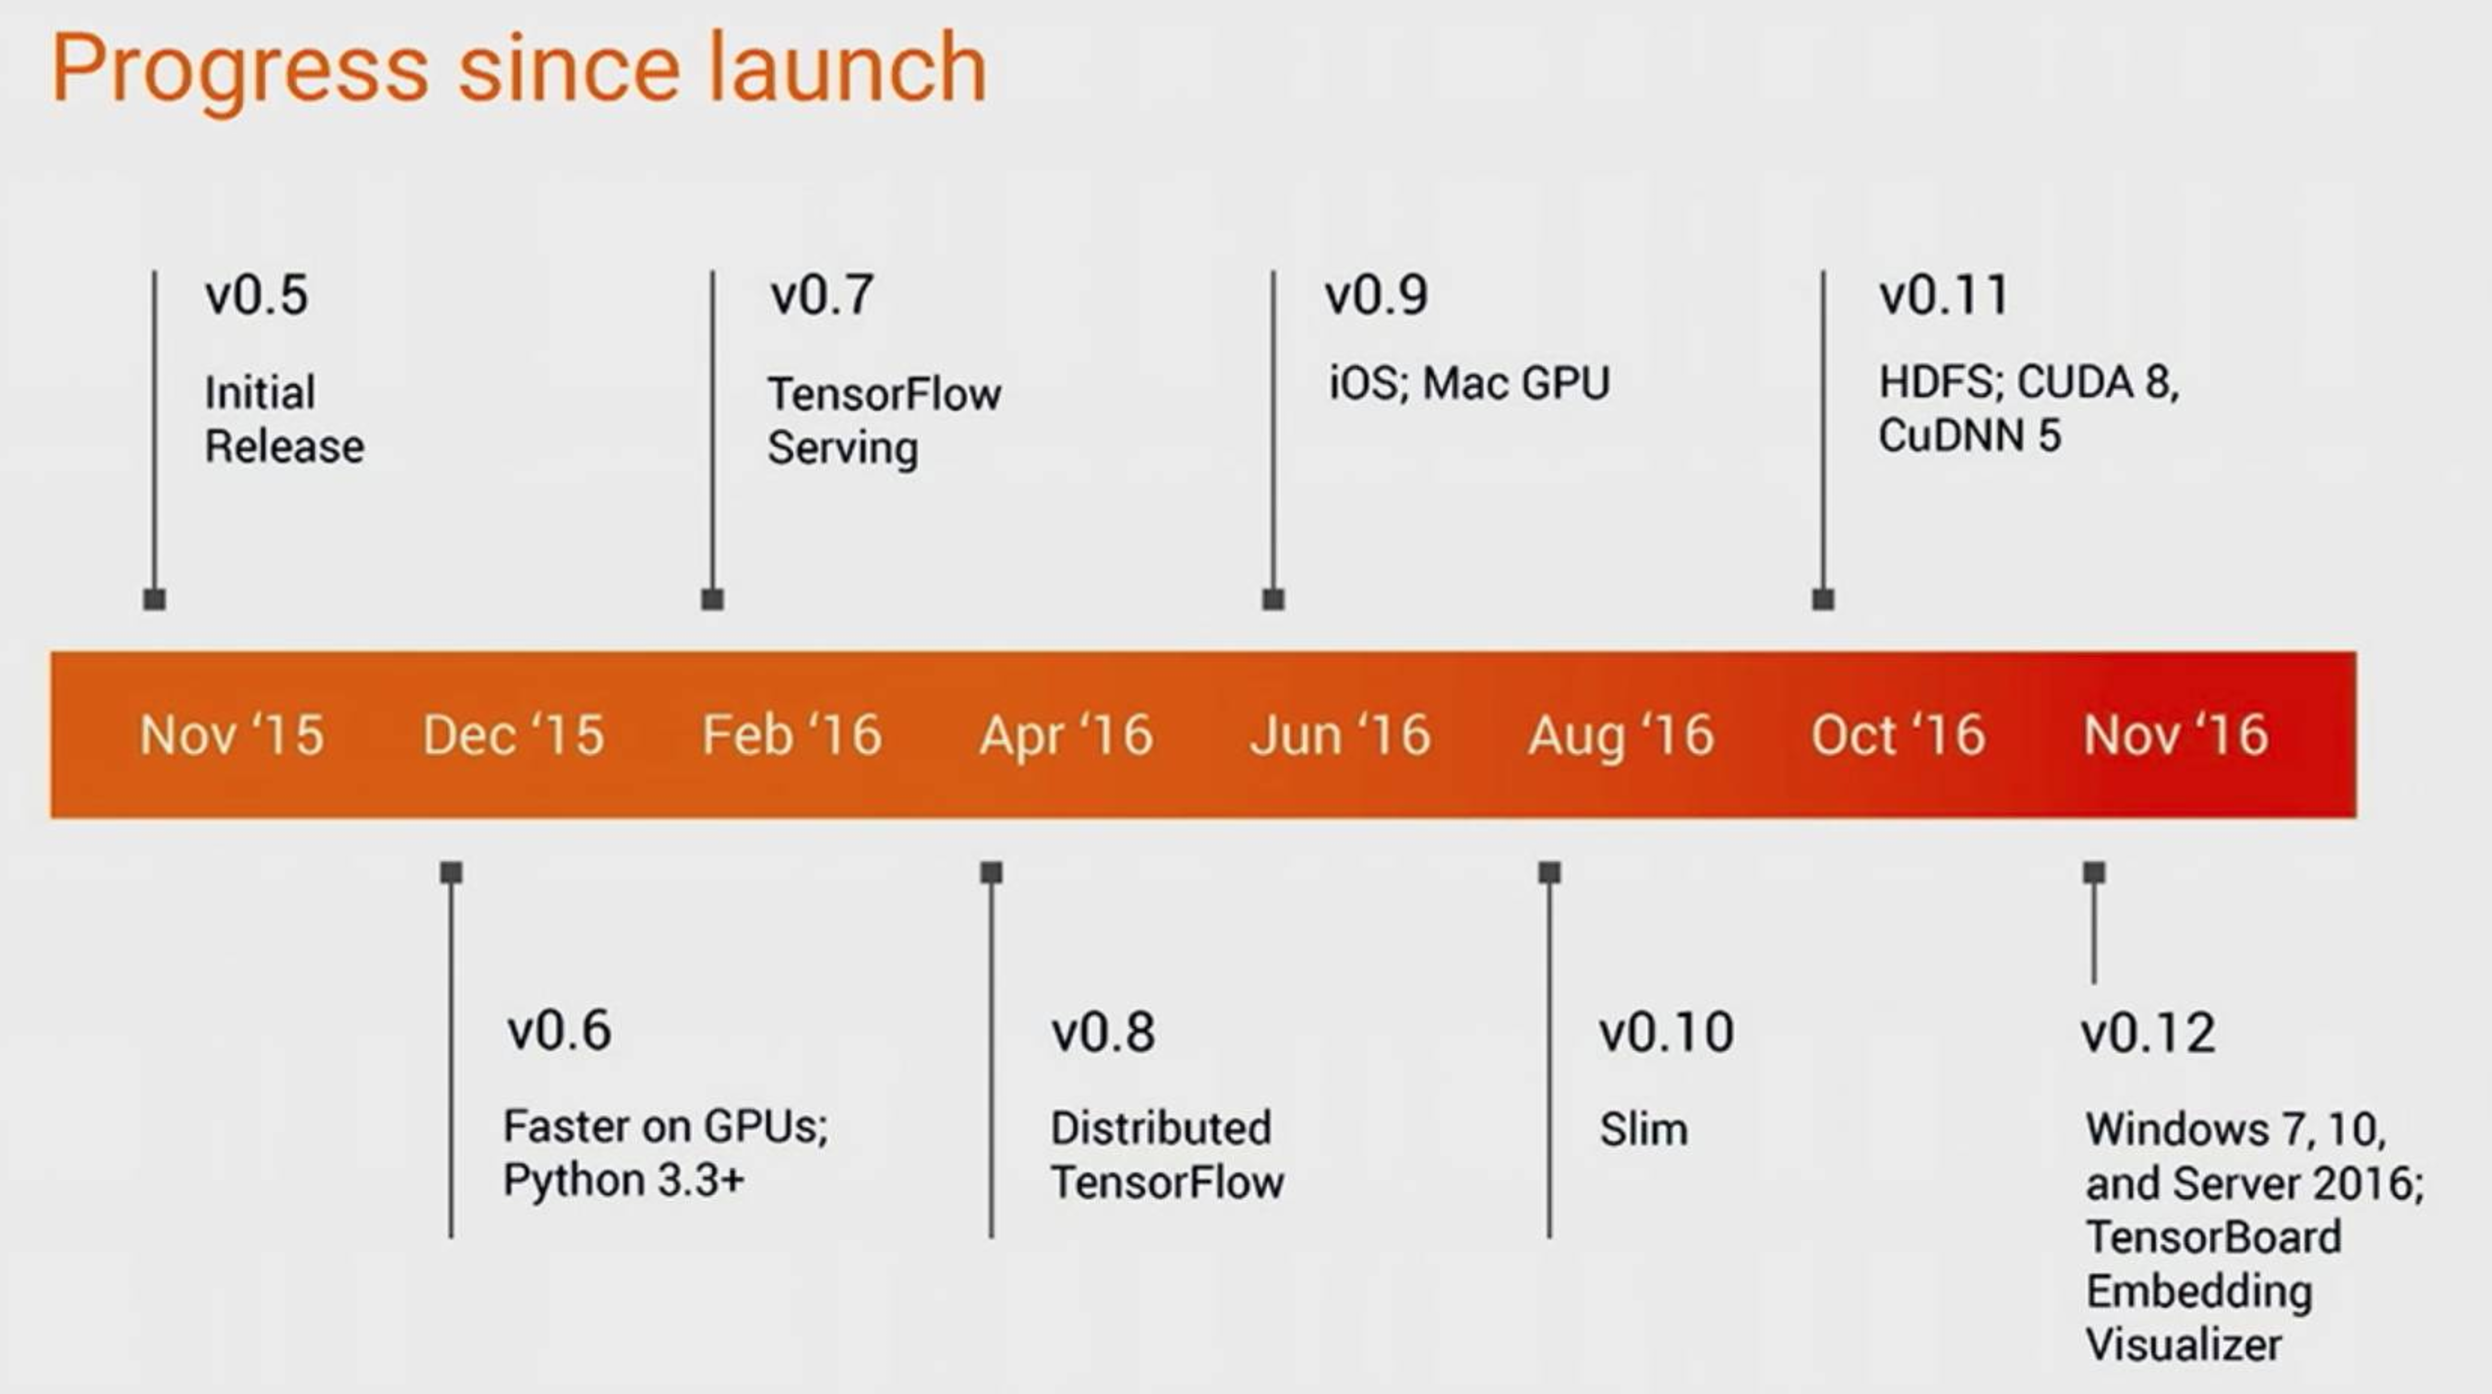 Progress since launch
v0.5
Initial
Release
v0.7
TensorFlow
Serving
v0.9
iOS; Mac GPU
v0.11
HDFS; CUDA 8,
CuDNN 5
Nov ‘15 Dec ‘15 Feb ‘16 Apr ‘16 Jun ‘16 Aug ‘16 Oct ‘16 Nov ‘16
v0.6
Faster on GPUs;
Python 3.3+
v0.8
Distributed
TensorFlow
v0.10
Slim
v0.12
Windows 7, 10,
and Server 2016;
TensorBoard
Embedding
Visualizer